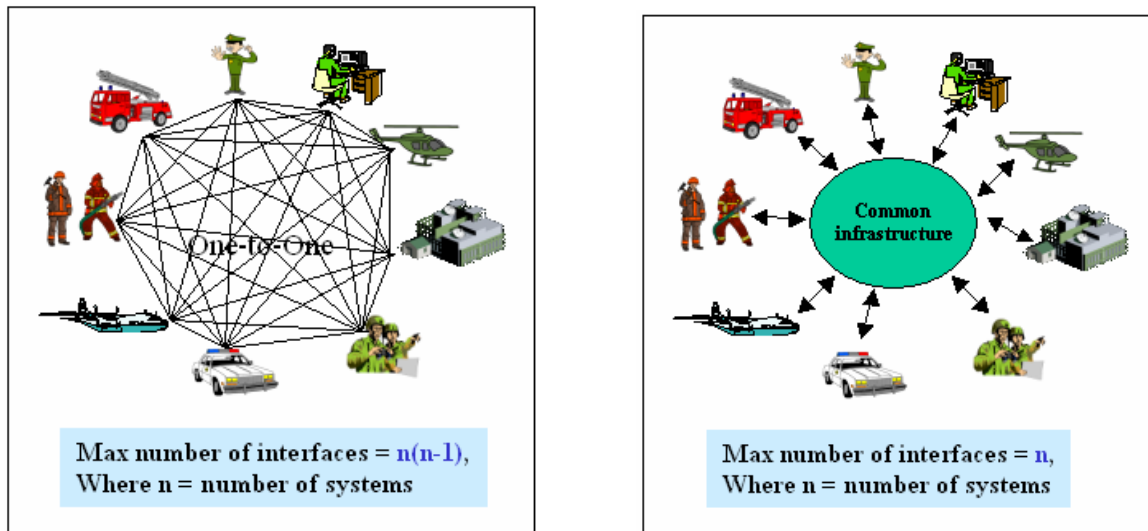 One-to-One
Max number of interfaces = n(n-1),
Where n = number of systems
Common
infrastructure
Max number of interfaces = n,
Where n = number of systems